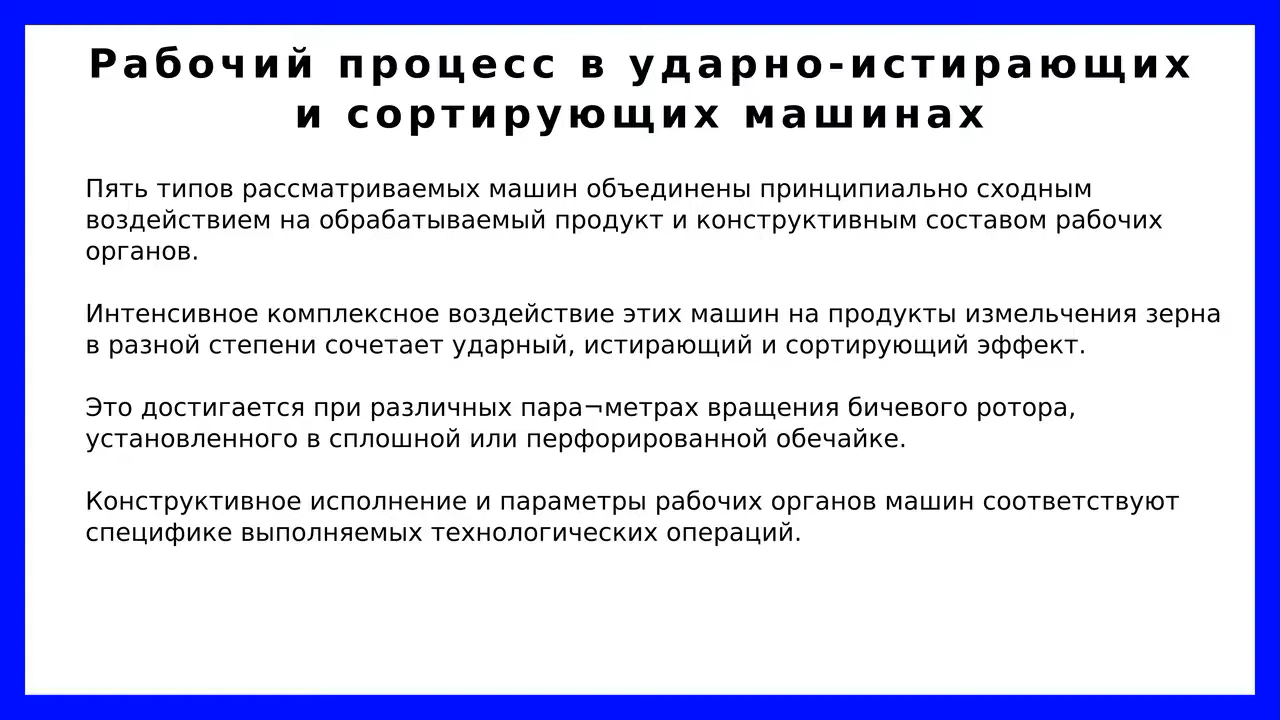 Рабочий процесс в ударно-истирающих
и сортирующих машинах
Пять типов рассматриваемых машин объединены принципиально сходным
воздействием на обрабатываемый продукт и конструктивным составом рабочих
органов.
Интенсивное комплексное воздействие этих машин на продукты измельчения зерна
в разной степени сочетает ударный, истирающий и сортирующий эффект.
Это достигается при различных пара¬метрах вращения бичевого ротора,
установленного в сплошной или перфорированной обечайке.
Конструктивное исполнение и параметры рабочих органов машин соответствуют
специфике выполняемых технологических операций.